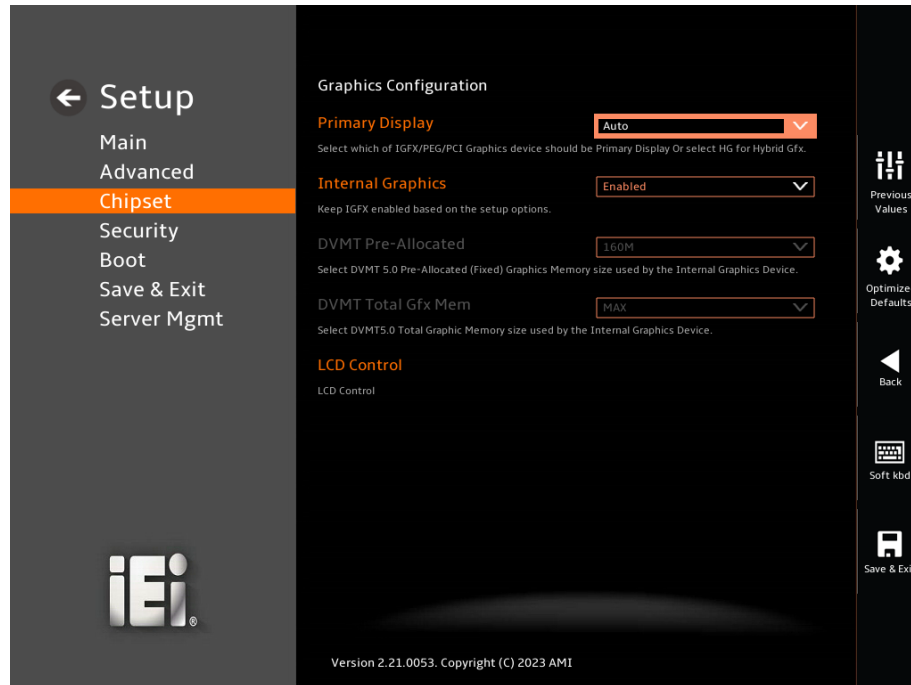 Setup
Main
Advanced
Chipset
Security
Boot
Save & Exit
Server Mgmt
iEi®
Graphics Configuration
Primary Display
Auto
Select which of IGFX/PEG/PCI Graphics device should be Primary Display Or select HG for Hybrid Gfx.
Internal Graphics
Enabled
Keep IGFX enabled based on the setup options.
DVMT Pre-Allocated
160M
Select DVMT 5.0 Pre-Allocated (Fixed) Graphics Memory size used by the Internal Graphics Device.
DVMT Total Gfx Mem
MAX
Select DVMT5.0 Total Graphic Memory size used by the Internal Graphics Device.
LCD Control
LCD Control
Version 2.21.0053. Copyright (C) 2023 AMI
Previous
Values
Optimize
Defaults
Back
Soft kbd
Save & Exi